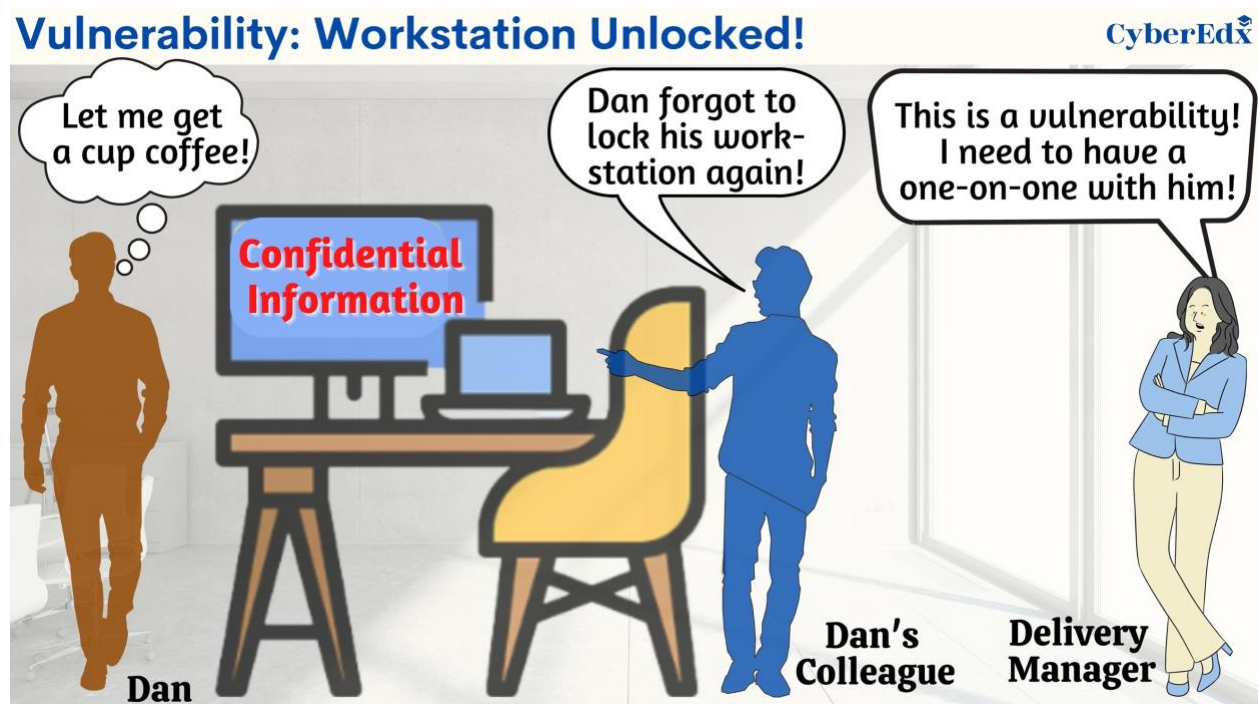 Vulnerability: Workstation Unlocked!
CyberEdx
Let me get
a cup coffee!
Dan forgot to
lock his work-
station again!
This is a vulnerability!
I need to have a
one-on-one with him!
Confidential
Information
Dan
Dan's
Colleague
Delivery
Manager